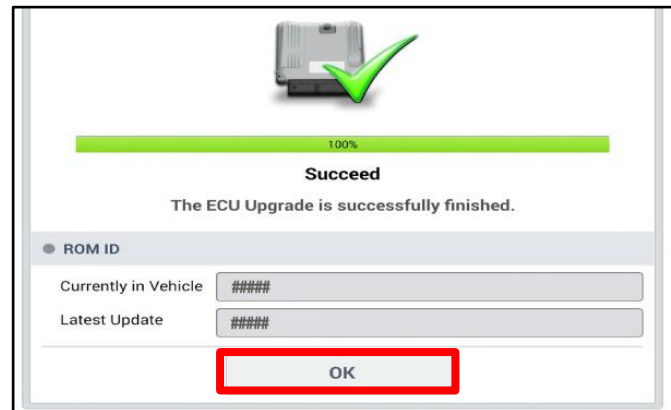 100%
Succeed
The ECU Upgrade is successfully finished.
ROM ID
Currently in Vehicle #####
Latest Update #####
OK